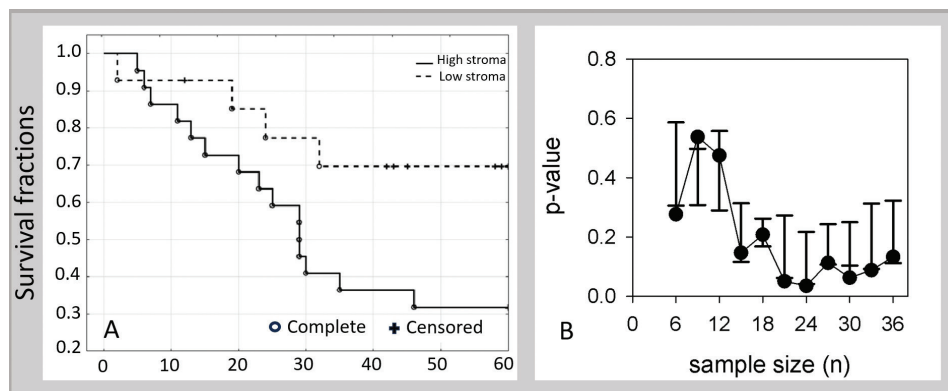 Survival fractions
1.0
0.9
0.8
0.7
0.6
0.5
0.4
0.3
0.2
High stroma
Low stroma
A
Complete
Censored
0 10 20 30 40 50 60
p-value
0.8
0.6
0.4
0.2
0.0
B
0 6 12 18 24 30 36
sample size (n)